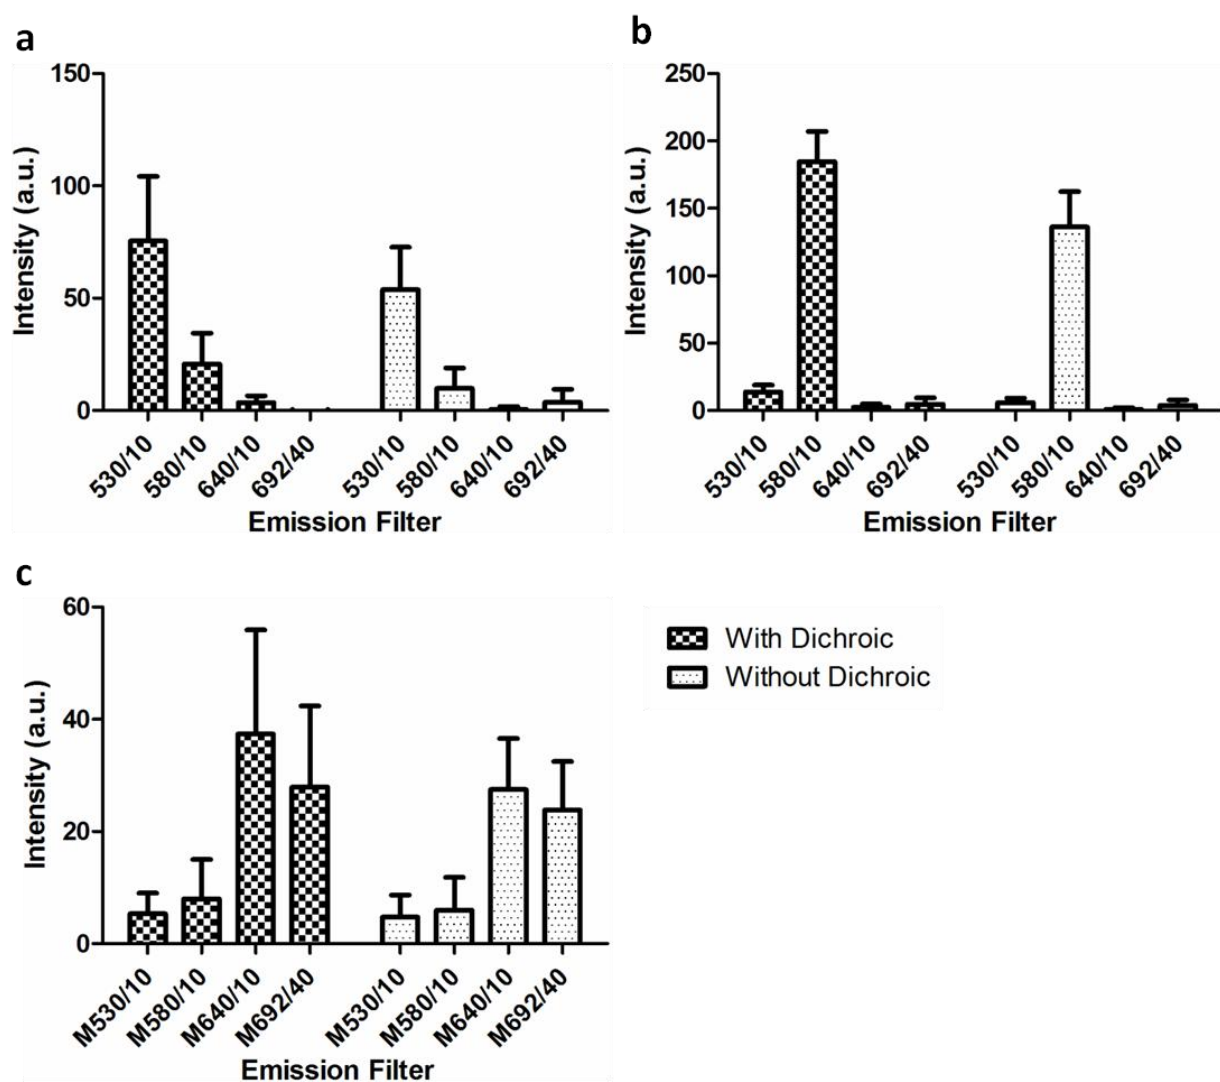 a
150
100
50
0
Intensity (a.u.)
530/10 580/10 640/10 692/40 530/10 580/10 640/10 692/40
Emission Filter
b
250
200
150
100
50
0
Intensity (a.u.)
530/10 580/10 640/10 692/40 530/10 580/10 640/10 692/40
Emission Filter
c
60
40
20
0
Intensity (a.u.)
M530/10 M580/10 M640/10 M692/40 M530/10 M580/10 M640/10 M692/40
Emission Filter
With Dichroic
Without Dichroic